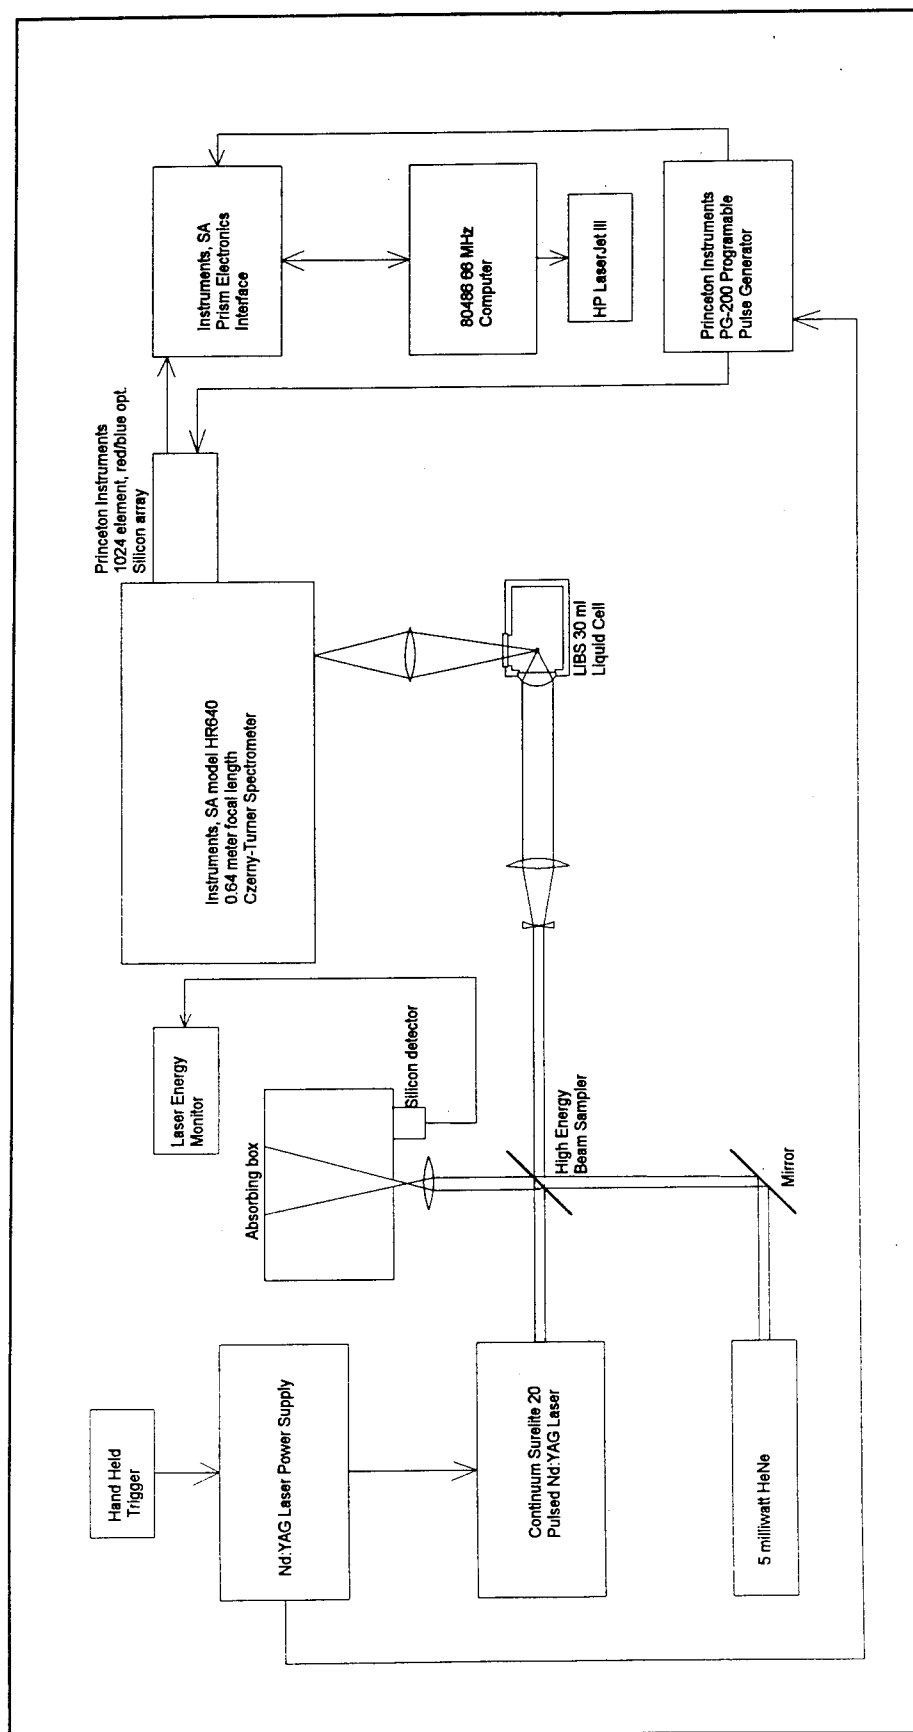 Hand Held
Trigger
Nd:YAG Laser Power Supply
Continuum Surelite 20
Pulsed Nd:YAG Laser
5 milliwatt HeNe
Absorbing box
Laser Energy
Monitor
Silicon detector
High Energy
Beam Sampler
Mirror
Instruments, SA model HR640
0.64 meter focal length
Czerny-Turner Spectrometer
LIBS 30 ml
Liquid Cell
Princeton Instruments
1024 element, red/blue opt.
Silicon array
Instruments, SA
Prism Electronics
Interface
80486 66 MHz
Computer
HP LaserJet III
Princeton Instruments
PG-200 Programable
Pulse Generator